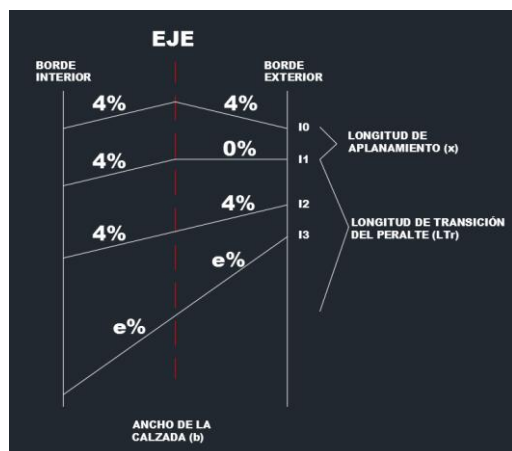 EJE
BORDE
INTERIOR
BORDE
EXTERIOR
4%
4%
I0
LONGITUD DE
APLANAMIENTO (x)
4%
0%
I1
4%
4%
I2
LONGITUD DE TRANSICIÓN
DEL PERALTE (LTr)
I3
e%
e%
ANCHO DE LA
CALZADA (b)